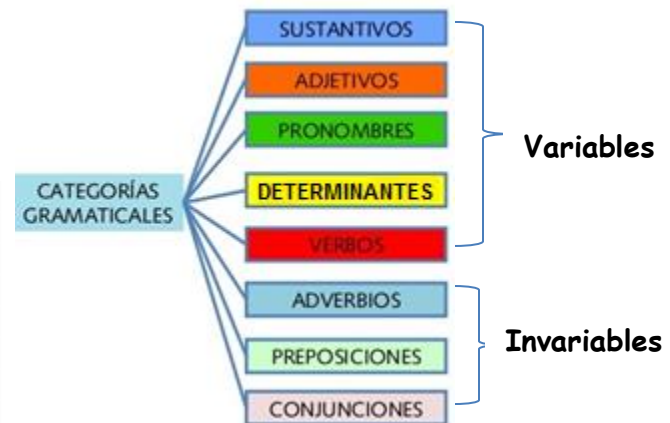 CATEGORÍAS
GRAMATICALES
SUSTANTIVOS
ADJETIVOS
PRONOMBRES
DETERMINANTES
VERBOS
Variables
ADVERBIOS
PREPOSICIONES
CONJUNCIONES
Invariables